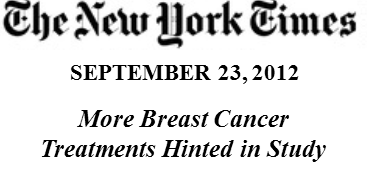 The New York Times
SEPTEMBER 23, 2012
More Breast Cancer
Treatments Hinted in Study